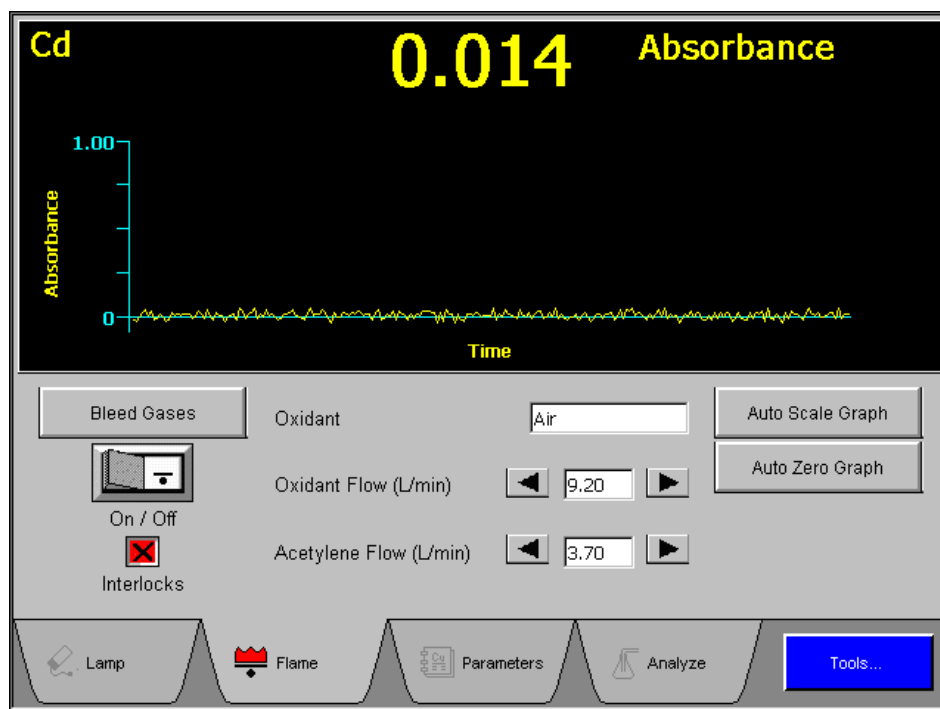 Cd
0.014
Absorbance
1.00
Absorbance
0
Time
Bleed Gases
Oxidant
Air
Auto Scale Graph
Auto Zero Graph
Oxidant Flow (L/min)
9.20
On / Off
Acetylene Flow (L/min)
3.70
Interlocks
Lamp
Flame
Cu
Parameters
Analyze
Tools...